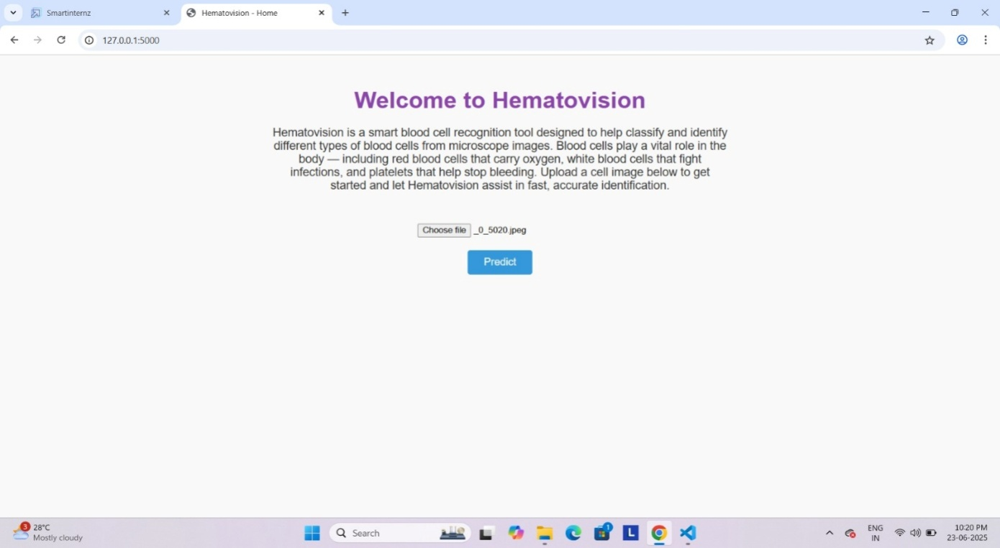 Smartinternz
Hematovision - Home
127.0.0.1:5000
Welcome to Hematovision
Hematovision is a smart blood cell recognition tool designed to help classify and identify
different types of blood cells from microscope images. Blood cells play a vital role in the
body — including red blood cells that carry oxygen, white blood cells that fight
infections, and platelets that help stop bleeding. Upload a cell image below to get
started and let Hematovision assist in fast, accurate identification.
Choose file _0_5020.jpeg
Predict
3
28°C
Mostly cloudy
Search
1
L
ENG
IN
10:20 PM
23-06-2025